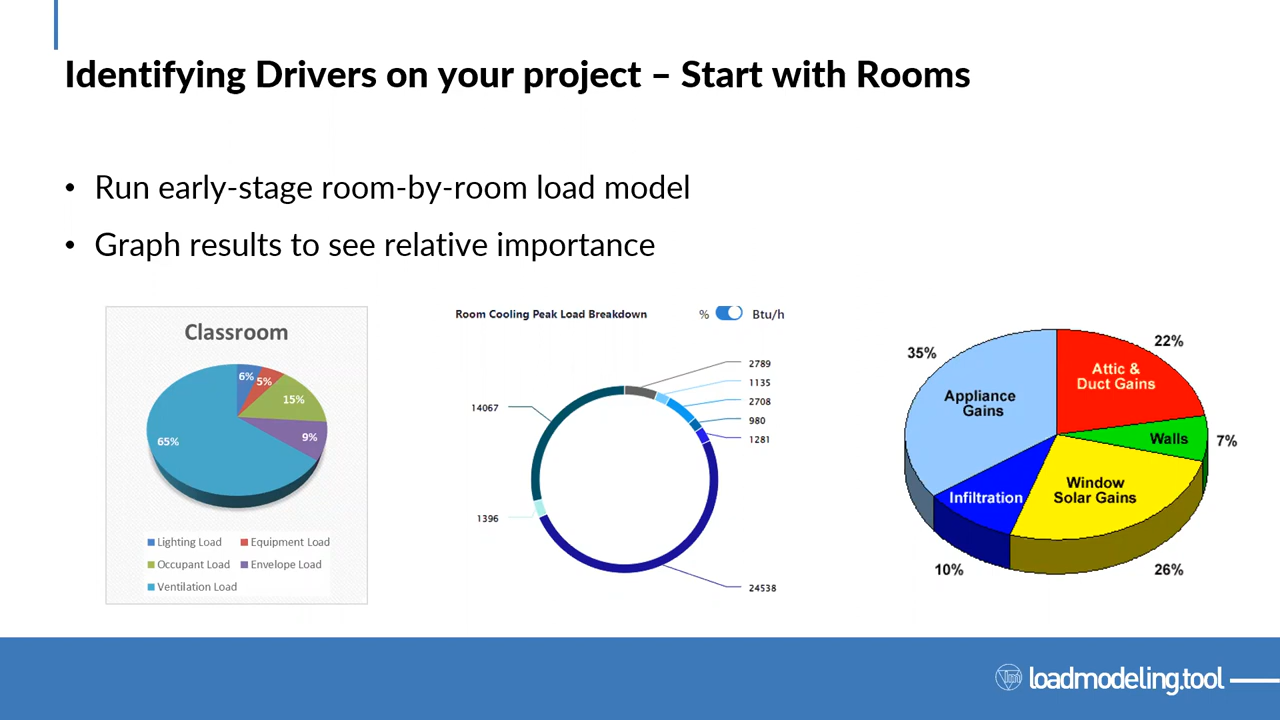 Identifying Drivers on your project – Start with Rooms
• Run early-stage room-by-room load model
• Graph results to see relative importance
Classroom
6%
5%
15%
9%
65%
Lighting Load
Equipment Load
Occupant Load
Envelope Load
Ventilation Load
Room Cooling Peak Load Breakdown
% Btu/h
2789
1135
2708
980
1281
14067
1396
24538
35%
22%
Attic &
Duct Gains
Appliance
Gains
Walls
7%
Window
Solar Gains
Infiltration
10%
26%
loadmodeling.tool